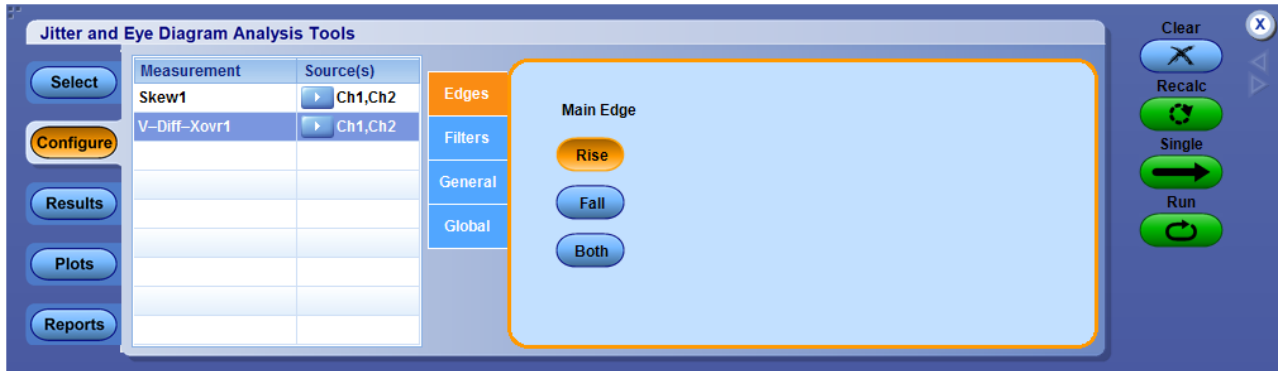 Jitter and Eye Diagram Analysis Tools
Select
Configure
Results
Plots
Reports
Measurement Source(s)
Skew1 Ch1,Ch2
V–Diff–Xovr1 Ch1,Ch2
Edges
Filters
General
Global
Main Edge
Rise
Fall
Both
Clear
X
Recalc
Single
Run